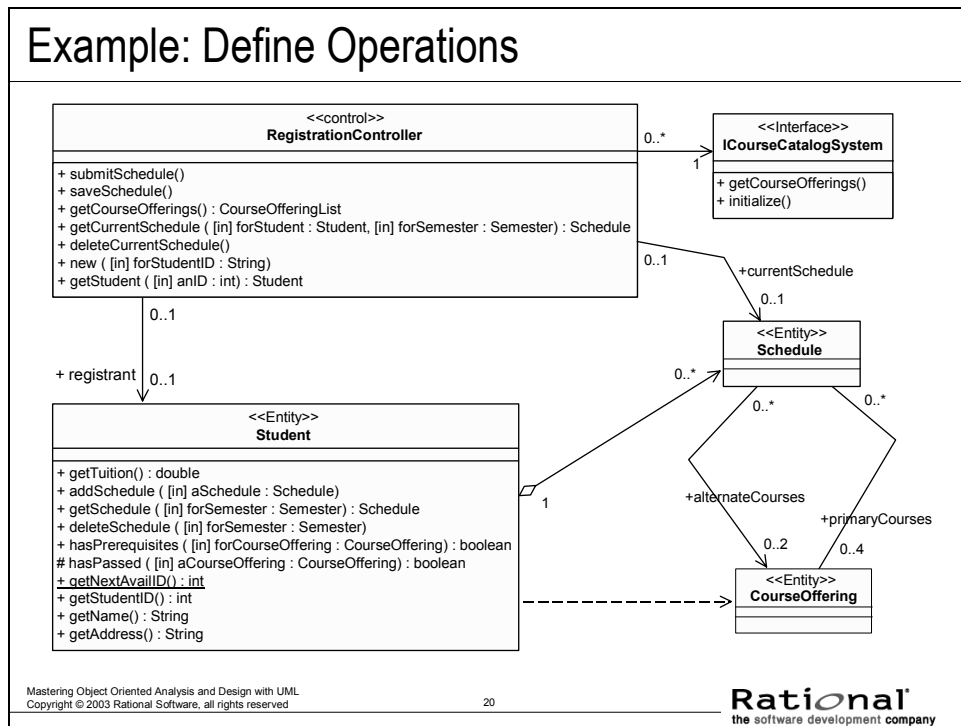 Example: Define Operations
<<control>>
RegistrationController
+ submitSchedule()
+ saveSchedule()
+ getCourseOfferings() : CourseOfferingList
+ getCurrentSchedule ( [in] forStudent : Student, [in] forSemester : Semester) : Schedule
+ deleteCurrentSchedule()
+ new ( [in] forStudentID : String)
+ getStudent ( [in] anID : int) : Student
0..*
1
<<Interface>>
ICourseCatalogSystem
+ getCourseOfferings()
+ initialize()
0..1
+currentSchedule
0..1
0..1
+ registrant
0..1
<<Entity>>
Schedule
0..*
0..*
0..*
<<Entity>>
Student
+ getTuition() : double
+ addSchedule ( [in] aSchedule : Schedule)
+ getSchedule ( [in] forSemester : Semester) : Schedule
+ deleteSchedule ( [in] forSemester : Semester)
+ hasPrerequisites ( [in] forCourseOffering : CourseOffering) : boolean
# hasPassed ( [in] aCourseOffering : CourseOffering) : boolean
+ getNextAvailID() : int
+ getStudentID() : int
+ getName() : String
+ getAddress() : String
1
+alternateCourses
+primaryCourses
0..2
0..4
<<Entity>>
CourseOffering
Mastering Object Oriented Analysis and Design with UML
Copyright © 2003 Rational Software, all rights reserved
20
Rational
the software development company